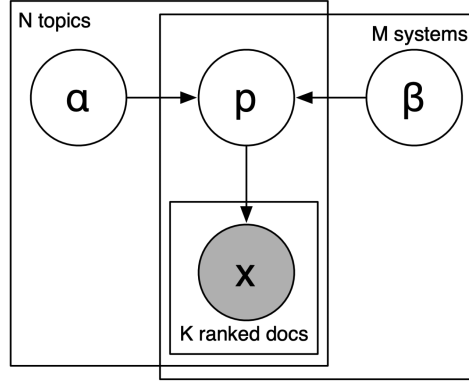 N topics
M systems
α
p
β
x
K ranked docs